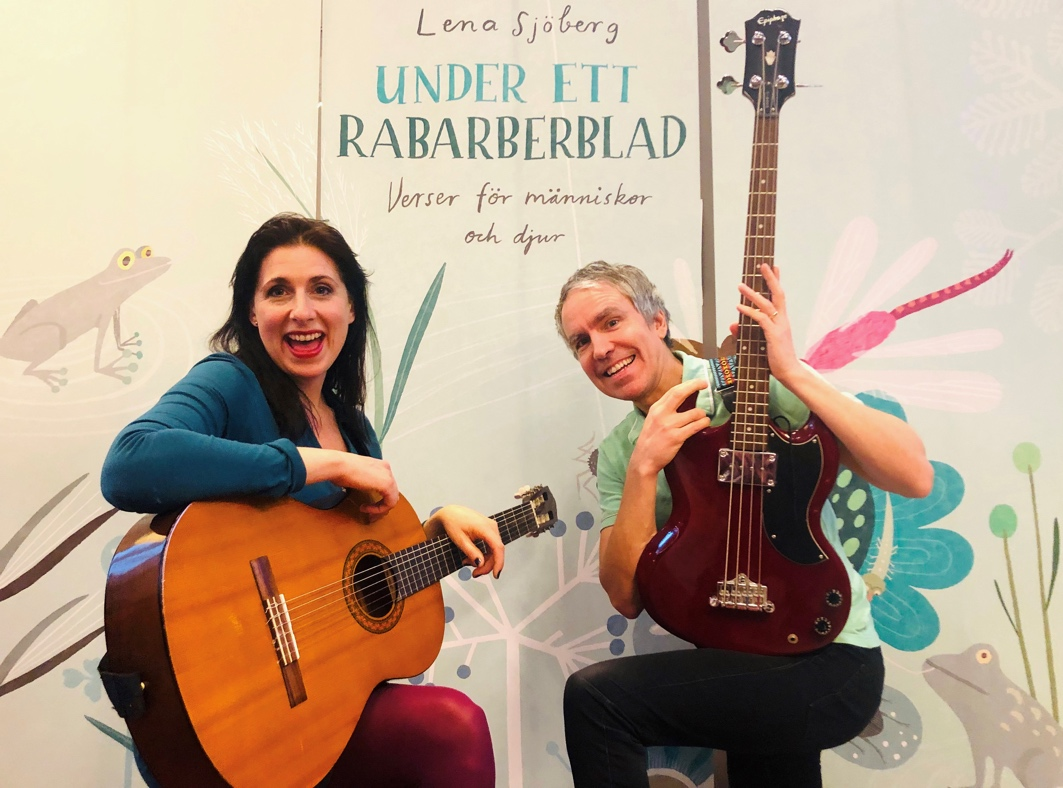 Lena Sjöberg
UNDER ETT
RABARBERBLAD
Verser för människor
och djur
Epiphone